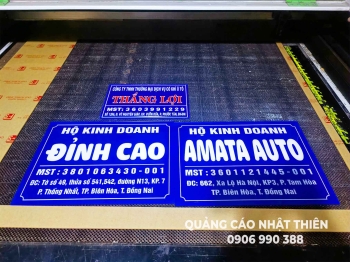 CÔNG TY TNHH THƯƠNG MẠI DỊCH VỤ CƠ KHÍ Ô TÔ
THẮNG LỢI
MST: 3603991229
HỘ KINH DOANH
ĐỈNH CAO
MST: 3801063430-001
ĐC: Tờ số 49, thửa số 541,542, đường N13, KP. 7
P. Thống Nhất, TP. Biên Hòa, T. Đồng Nai
HỘ KINH DOANH
AMATA AUTO
MST: 3601121445-001
ĐC: 662, Xa Lộ Hà Nội, KP3, P. Tam Hòa
TP. Biên Hòa, T. Đồng Nai
QUẢNG CÁO NHẬT THIÊN
0906 990 388